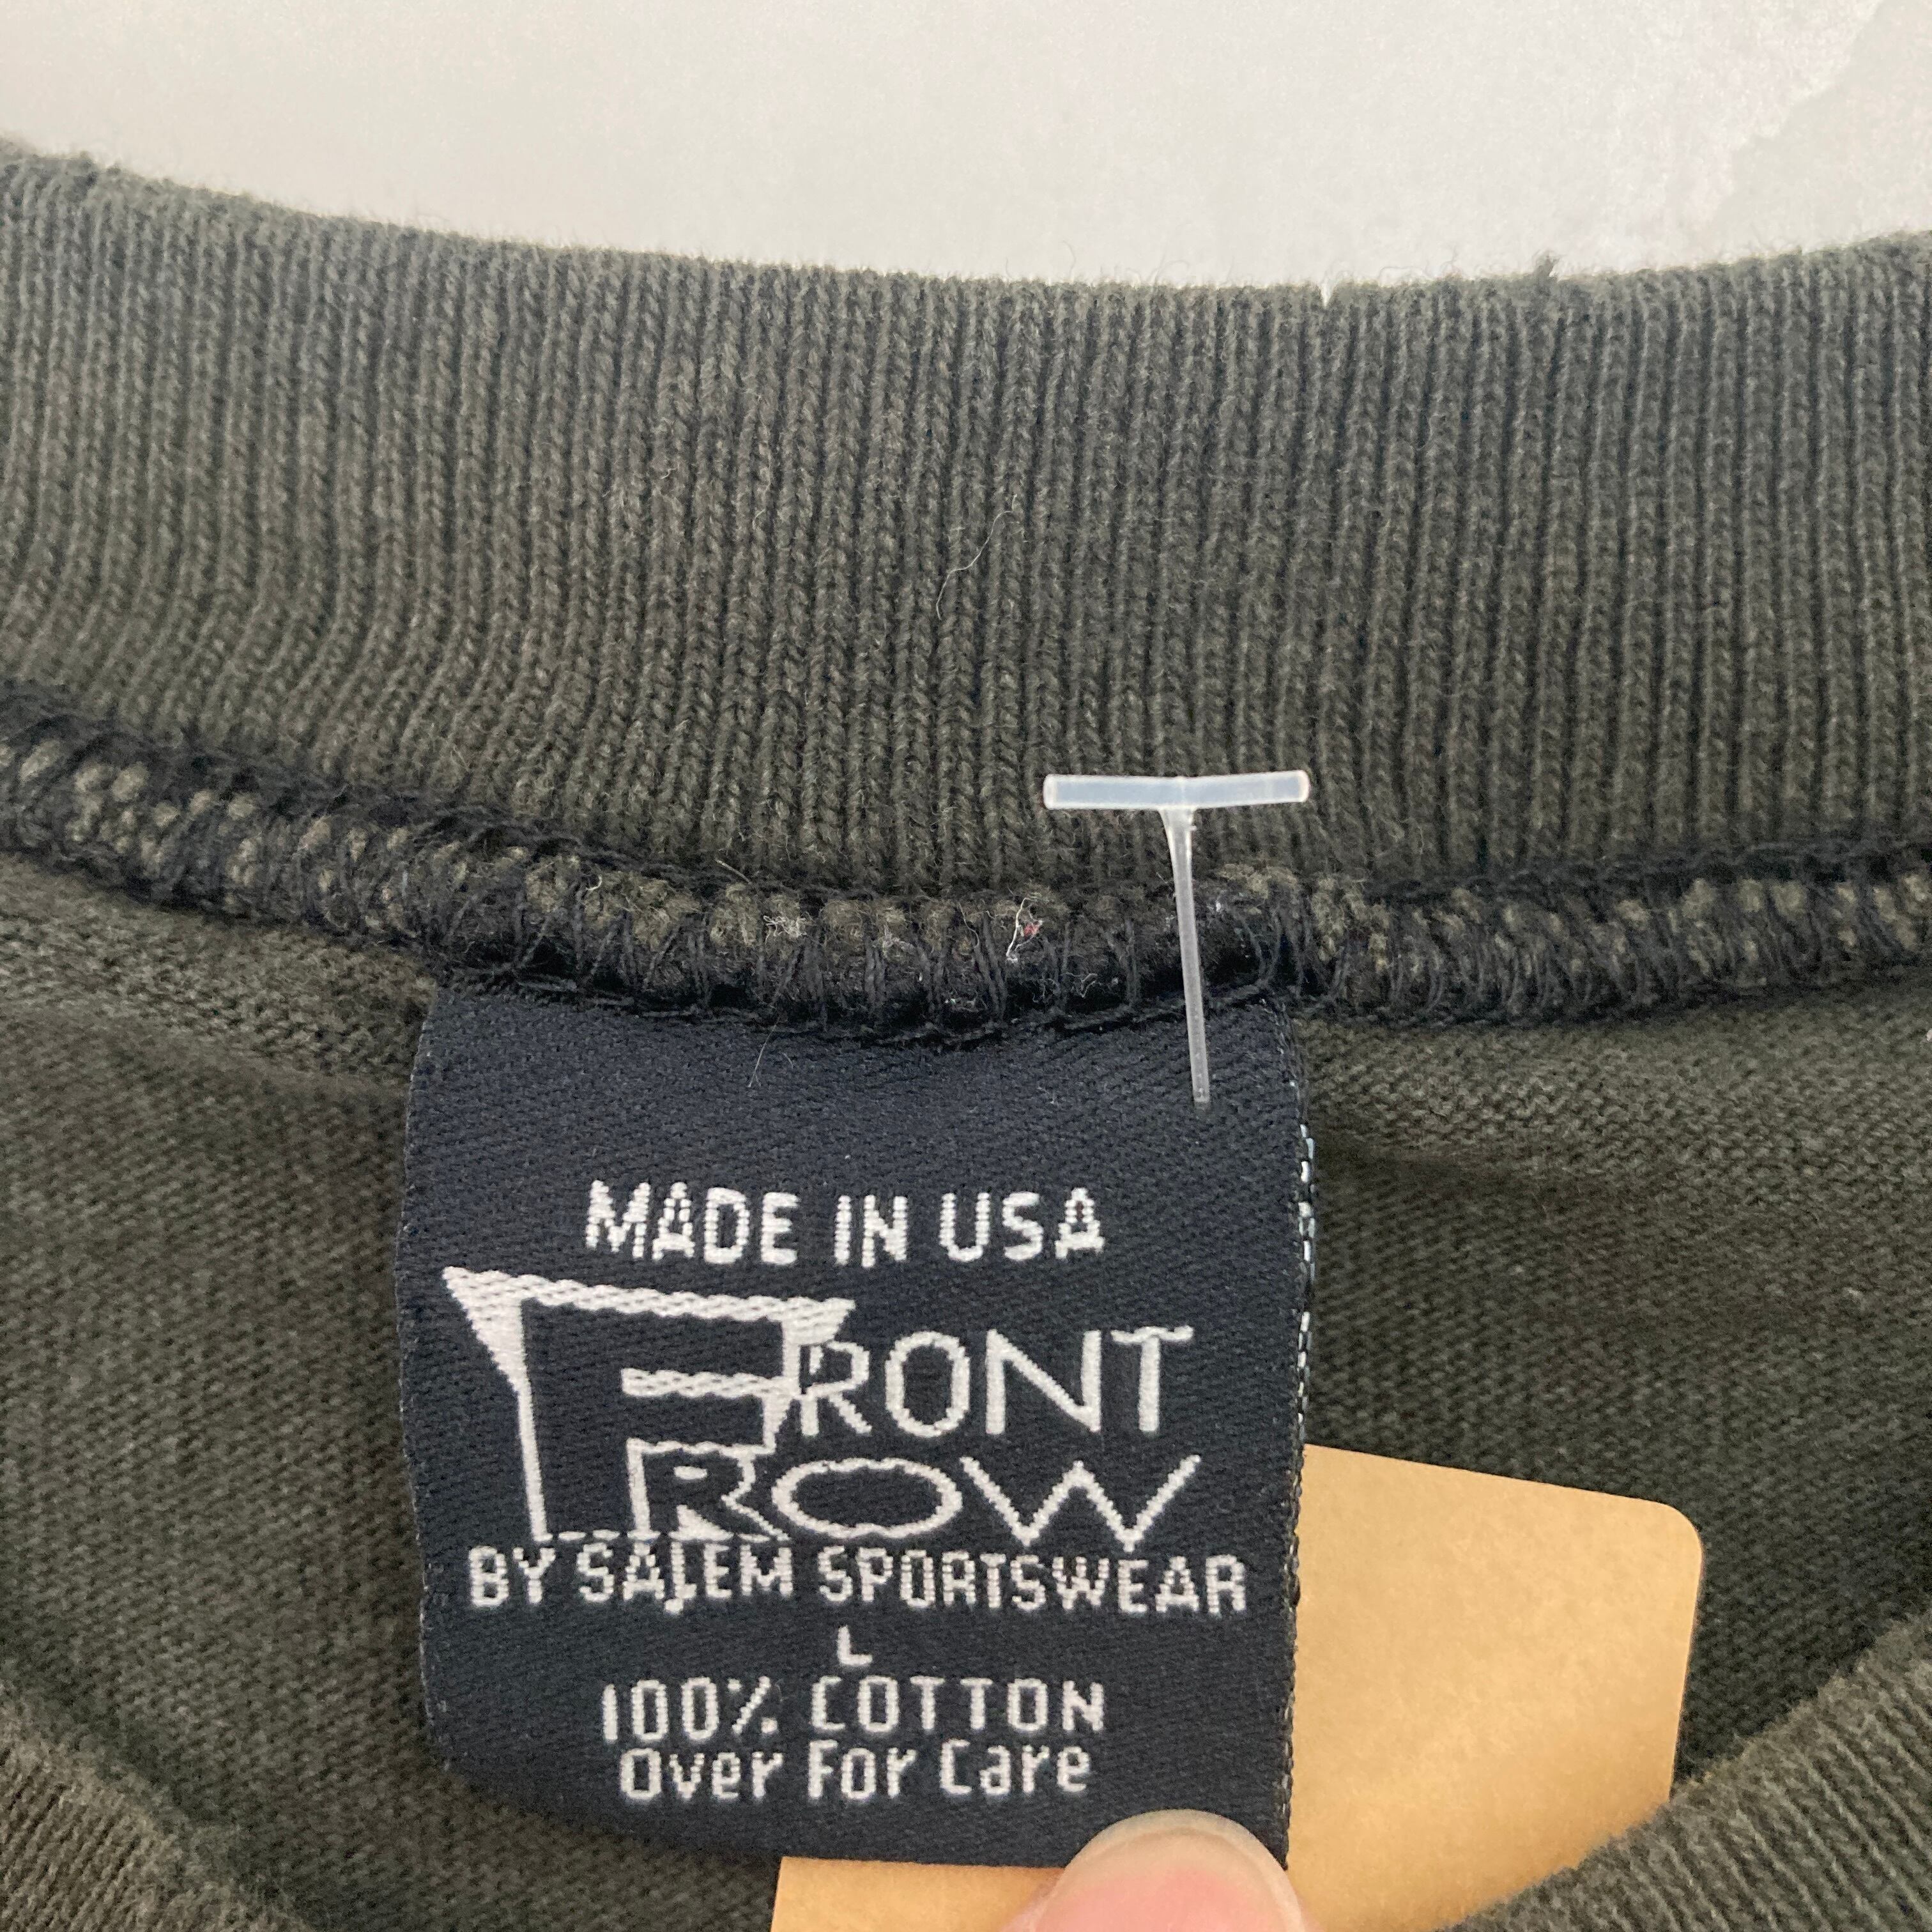 MADE IN USA
FRONT
ROW
BY SALEM SPORTSWEAR
L
100% COTTON
Over For Care